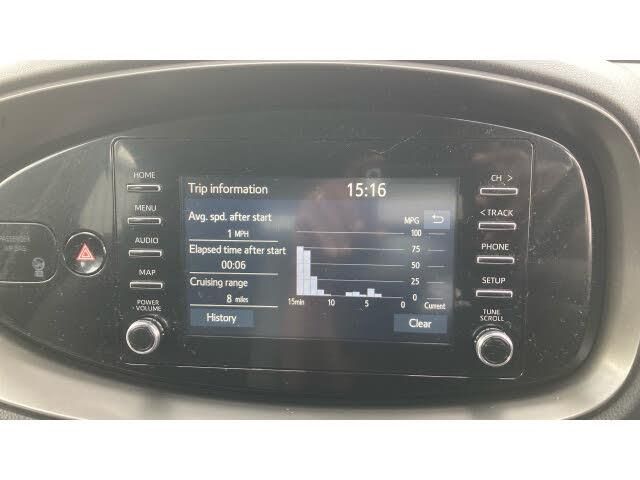 HOME
MENU
AUDIO
MAP
POWER
- VOLUME
PASSENGER
Trip information 15:16
Avg. spd. after start
1 MPH
Elapsed time after start
00:06
Cruising range
8 miles
History
MPG
100
75
50
25
0
15min 10 5 0 Current
Clear
CH >
< TRACK
PHONE
SETUP
TUNE
SCROLL